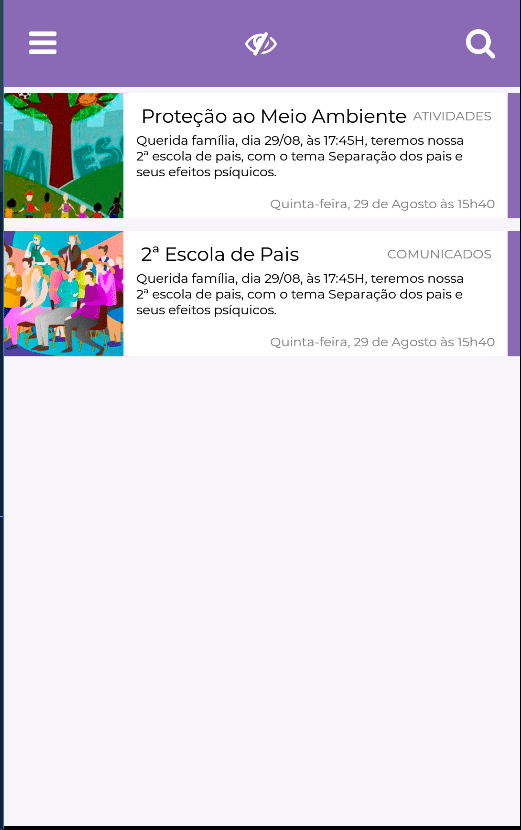 Proteção ao Meio Ambiente ATIVIDADES
Querida família, dia 29/08, às 17:45H, teremos nossa
2ª escola de pais, com o tema Separação dos pais e
seus efeitos psíquicos.
Quinta-feira, 29 de Agosto às 15h40
2ª Escola de Pais COMUNICADOS
Querida família, dia 29/08, às 17:45H, teremos nossa
2ª escola de pais, com o tema Separação dos pais e
seus efeitos psíquicos.
Quinta-feira, 29 de Agosto às 15h40